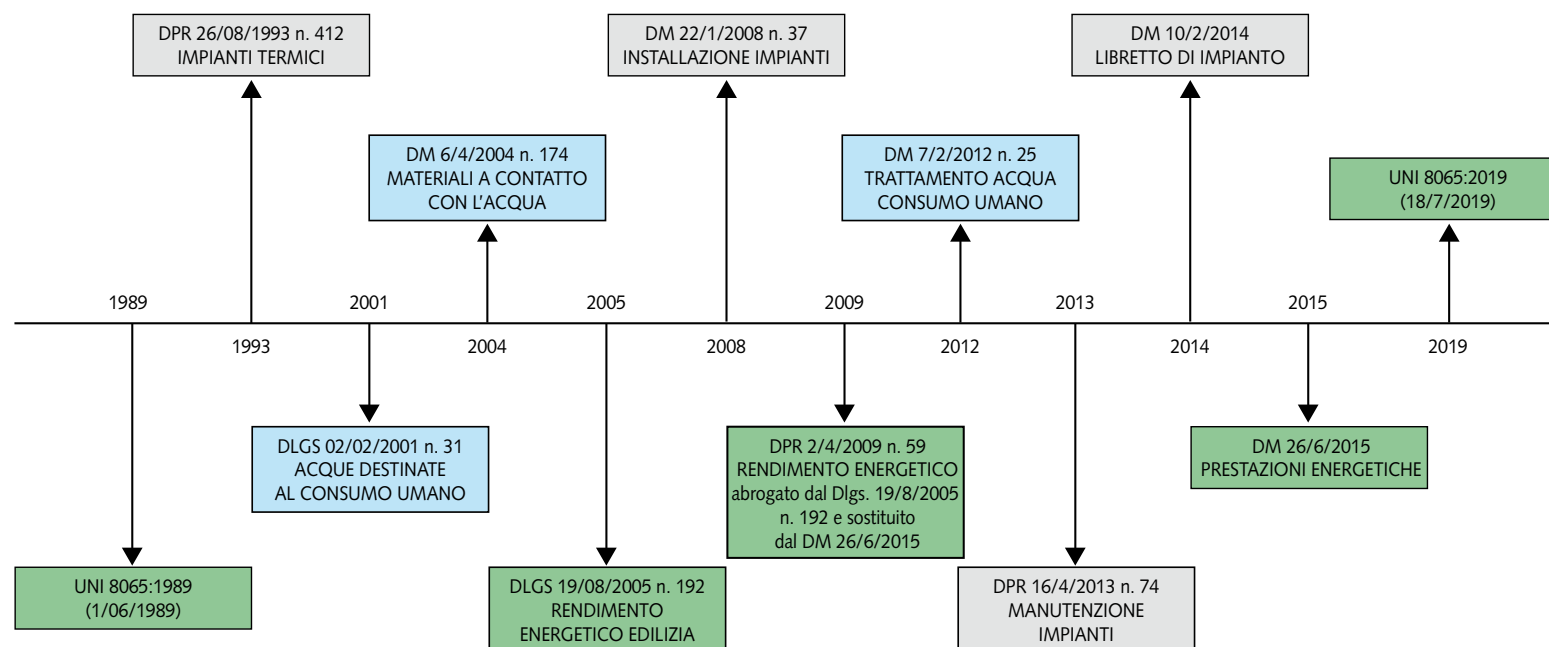 DPR 26/08/1993 n. 412
IMPIANTI TERMICI
DM 22/1/2008 n. 37
INSTALLAZIONE IMPIANTI
DM 10/2/2014
LIBRETTO DI IMPIANTO
DM 6/4/2004 n. 174
MATERIALI A CONTATTO
CON L'ACQUA
DM 7/2/2012 n. 25
TRATTAMENTO ACQUA
CONSUMO UMANO
UNI 8065:2019
(18/7/2019)
1989
2001
2005
2009
2013
2015
1993
2004
2008
2012
2014
2019
DLGS 02/02/2001 n. 31
ACQUE DESTINATE
AL CONSUMO UMANO
DPR 2/4/2009 n. 59
RENDIMENTO ENERGETICO
abrogato dal Dlgs. 19/8/2005
n. 192 e sostituito
dal DM 26/6/2015
DM 26/6/2015
PRESTAZIONI ENERGETICHE
UNI 8065:1989
(1/06/1989)
DLGS 19/08/2005 n. 192
RENDIMENTO
ENERGETICO EDILIZIA
DPR 16/4/2013 n. 74
MANUTENZIONE
IMPIANTI